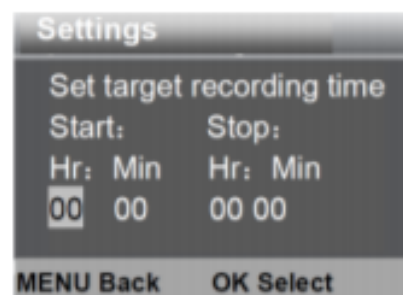 Settings
Set target recording time
Start: Stop:
Hr: Min Hr: Min
00 00 00 00
MENU Back OK Select